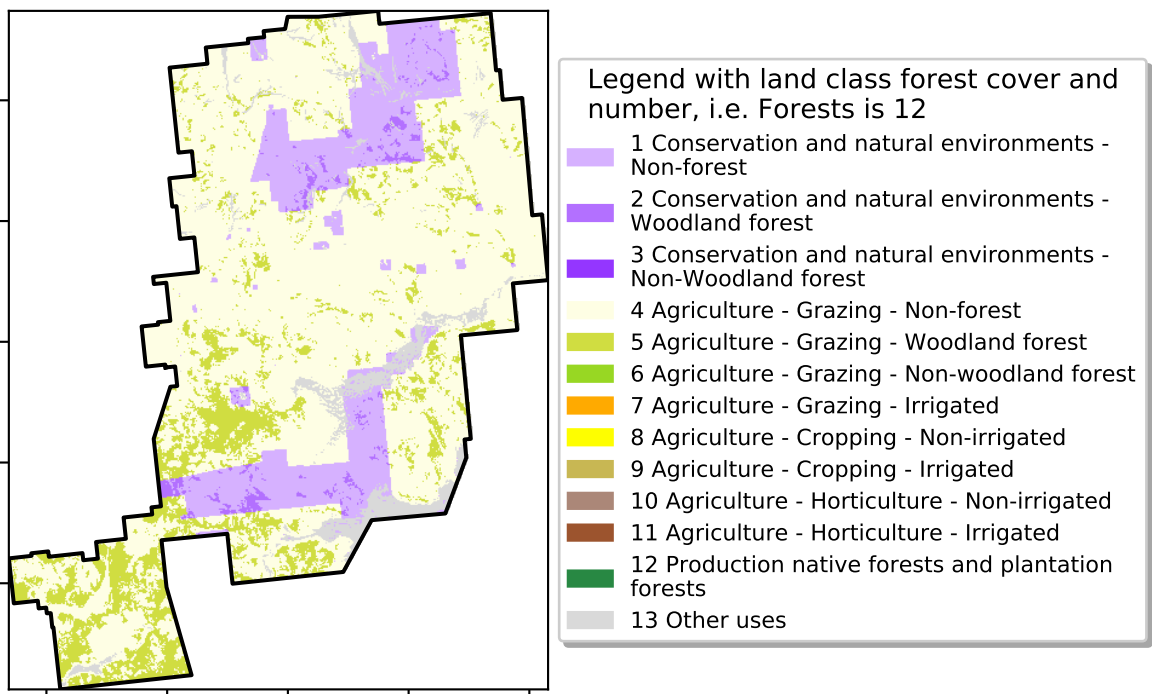 Legend with land class forest cover and
number, i.e. Forests is 12
1 Conservation and natural environments -
Non-forest
2 Conservation and natural environments -
Woodland forest
3 Conservation and natural environments -
Non-Woodland forest
4 Agriculture - Grazing - Non-forest
5 Agriculture - Grazing - Woodland forest
6 Agriculture - Grazing - Non-woodland forest
7 Agriculture - Grazing - Irrigated
8 Agriculture - Cropping - Non-irrigated
9 Agriculture - Cropping - Irrigated
10 Agriculture - Horticulture - Non-irrigated
11 Agriculture - Horticulture - Irrigated
12 Production native forests and plantation
forests
13 Other uses